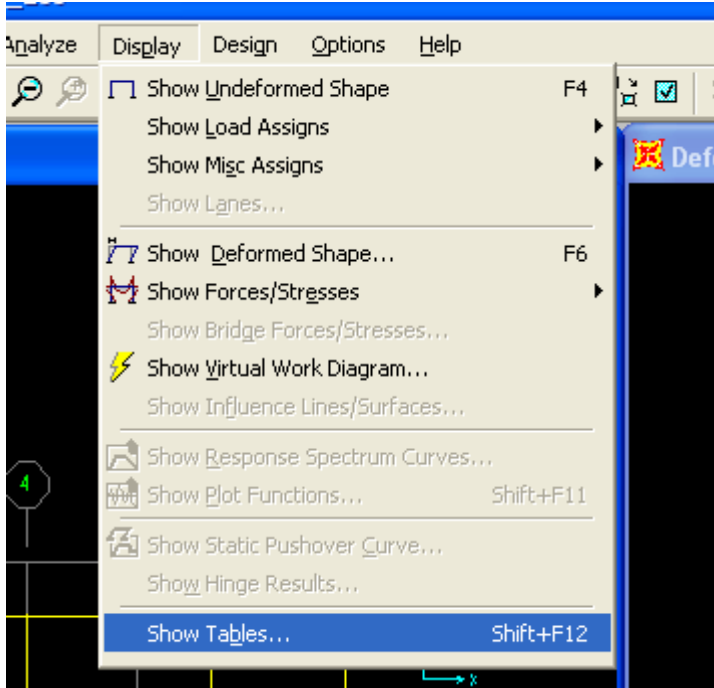 Analyze Display Design Options Help
Show Undeformed Shape F4
Show Load Assigns
Show Misc Assigns
Def
Show Lanes...
Show Deformed Shape... F6
Show Forces/Stresses
Show Bridge Forces/Stresses...
Show Virtual Work Diagram...
Show Influence Lines/Surfaces...
Show Response Spectrum Curves...
4
Show Plot Functions... Shift+F11
Show Static Pushover Curve...
Show Hinge Results...
Show Tables... Shift+F12
x